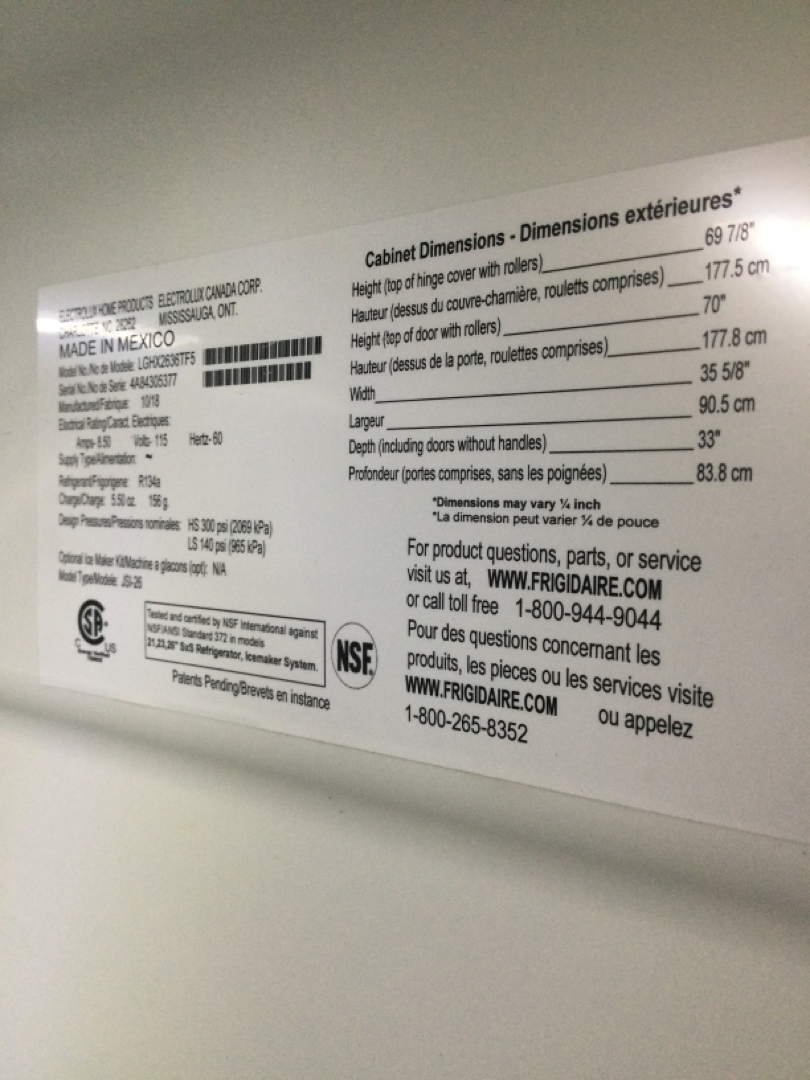 ELECTROLUX HOME PRODUCTS ELECTROLUX CANADA CORP.
CHARLOTTE, NC. 28262 MISSISSAUGA, ONT.
MADE IN MEXICO
Model No./No de Modele: LGHX2636TF5
Serial No./No de Serie: 4A84305377
Manufactured/Fabrique: 10/18
Electrical Rating/Caract. Electriques:
Amps- 8.50 Volts- 115 Hertz- 60
Supply Type/Alimentation: ~
Refrigerant/Frigorigene: R134a
Charge/Charge: 5.50 oz. 156 g.
Design Pressures/Pressions nominales: HS 300 psi (2069 kPa)
LS 140 psi (965 kPa)
Optional Ice Maker Kit/Machine a glacons (opt): N/A
Model Type/Modele: JSI-26
C US
Tested and certified by NSF International against
NSF/ANSI Standard 372 in models
21,23,26" SxS Refrigerator, Icemaker System.
NSF.
Patents Pending/Brevets en instance
Cabinet Dimensions - Dimensions extérieures*
Height (top of hinge cover with rollers) 69 7/8"
Hauteur (dessus du couvre-charnière, rouletts comprises) 177.5 cm
Height (top of door with rollers) 70"
Hauteur (dessus de la porte, roulettes comprises) 177.8 cm
Width 35 5/8"
Largeur 90.5 cm
Depth (including doors without handles) 33"
Profondeur (portes comprises, sans les poignées) 83.8 cm
*Dimensions may vary ¼ inch
*La dimension peut varier ¼ de pouce
For product questions, parts, or service
visit us at, WWW.FRIGIDAIRE.COM
or call toll free 1-800-944-9044
Pour des questions concernant les
produits, les pieces ou les services visite
WWW.FRIGIDAIRE.COM ou appelez
1-800-265-8352